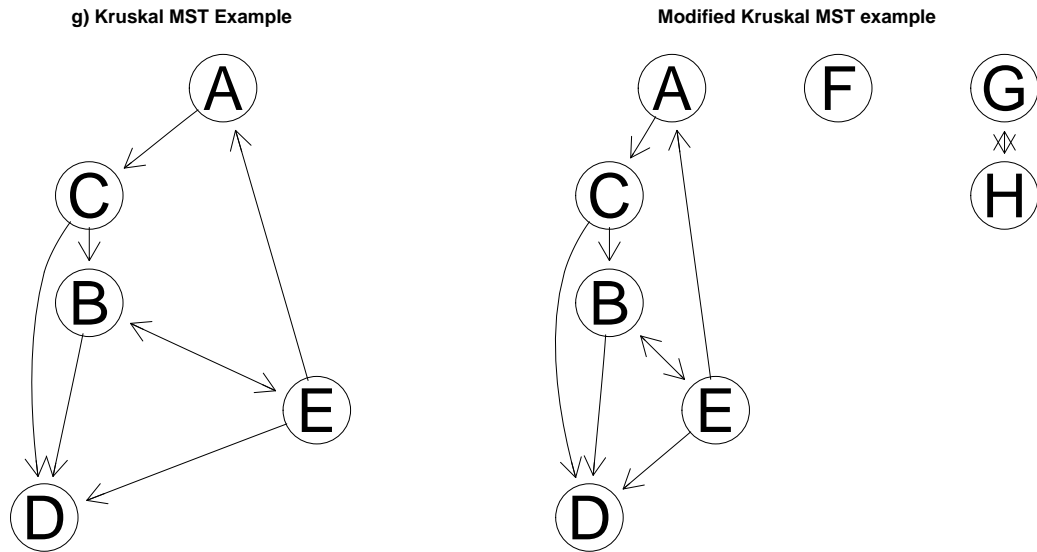 g) Kruskal MST Example
A
C
B
E
D
Modified Kruskal MST example
A
F
G
C
H
B
E
D